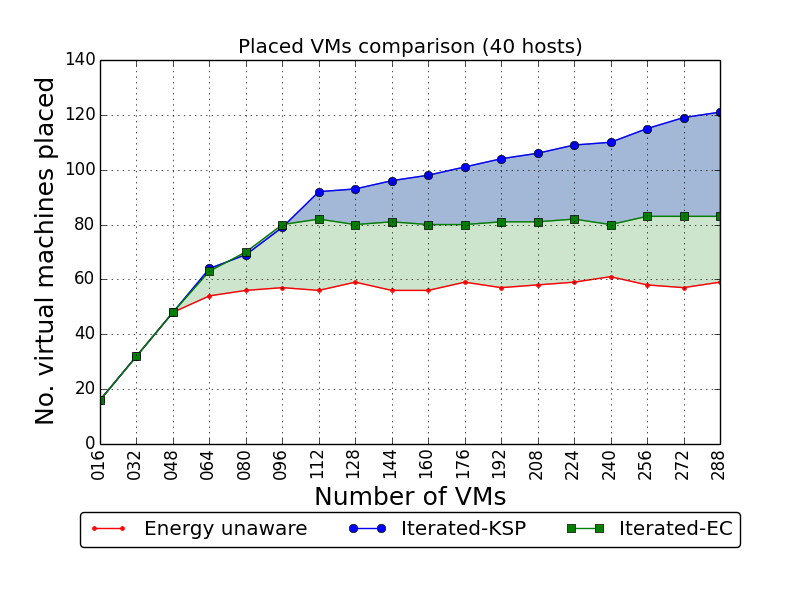 Placed VMs comparison (40 hosts)
No. virtual machines placed
140
120
100
80
60
40
20
0
016 032 048 064 080 096 112 128 144 160 176 192 208 224 240 256 272 288
Number of VMs
Energy unaware Iterated-KSP Iterated-EC